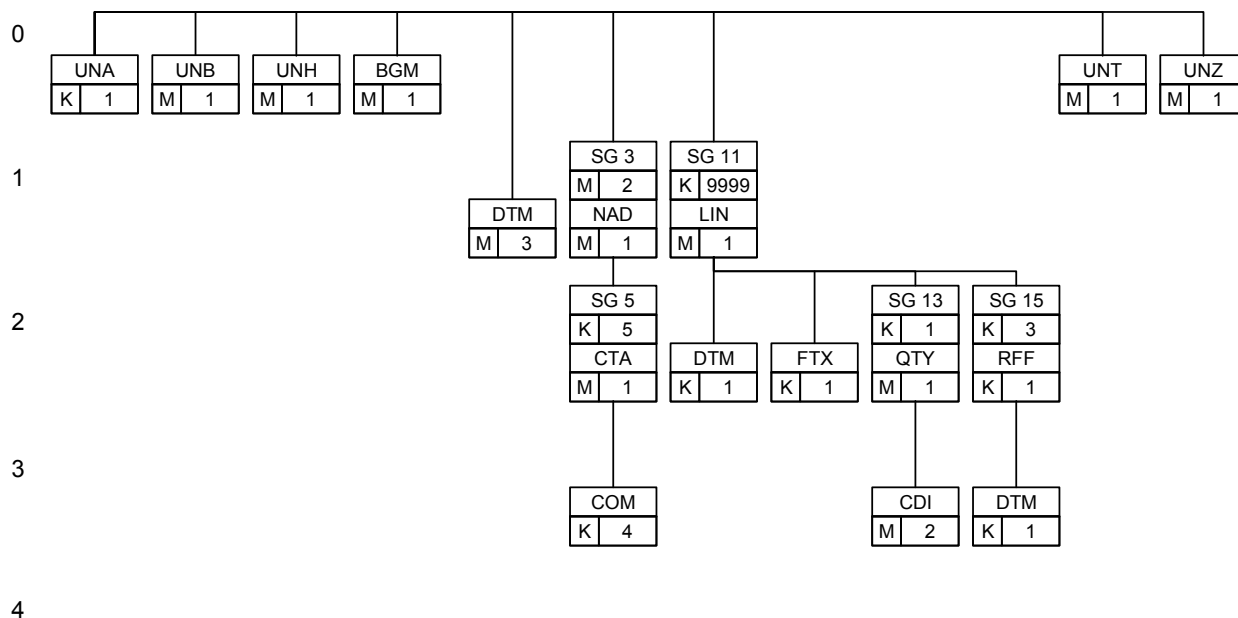 0
UNA UNB UNH BGM UNT UNZ
K 1 M 1 M 1 M 1 M 1 M 1
SG 3 SG 11
1
M 2 K 9999
DTM NAD LIN
M 3 M 1 M 1
SG 5 SG 13 SG 15
2
K 5 K 1 K 3
CTA DTM FTX QTY RFF
M 1 K 1 K 1 M 1 K 1
3
COM CDI DTM
K 4 M 2 K 1
4